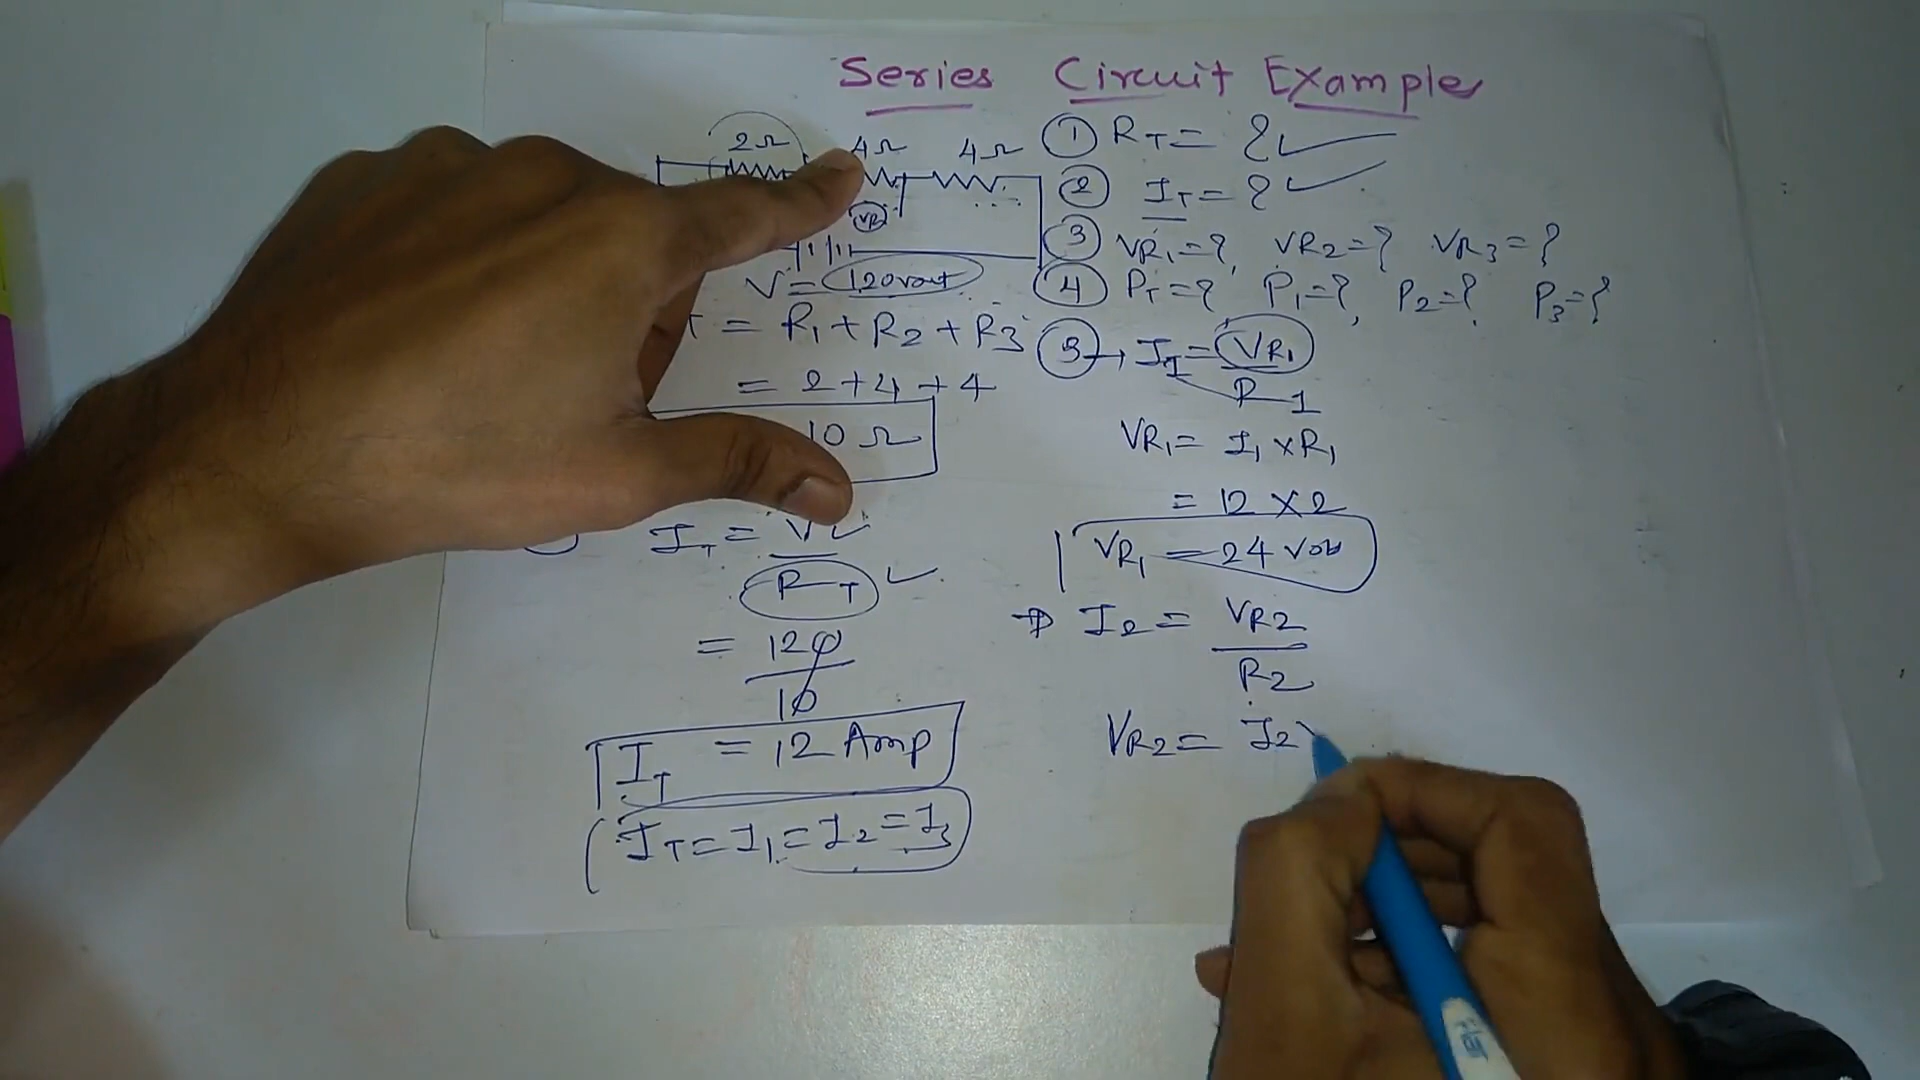 Series Circuit Example
2Ω 4Ω 4Ω
VR2
V = 120 volt
T = R1 + R2 + R3
= 2+4+4
10 Ω
IT = V
RT
= 120
10
IT = 12 Amp
IT = I1 = I2 = I3
① RT = ?
② IT = ?
③ VR1 = ?, VR2 = ? VR3 = ?
④ PT = ? P1 = ?, P2 = ?, P3 = ?
③ → I1 = VR1
R1
VR1 = I1 × R1
= 12 × 2
VR1 = 24 Volt
⇒ I2 = VR2
R2
VR2 = I2